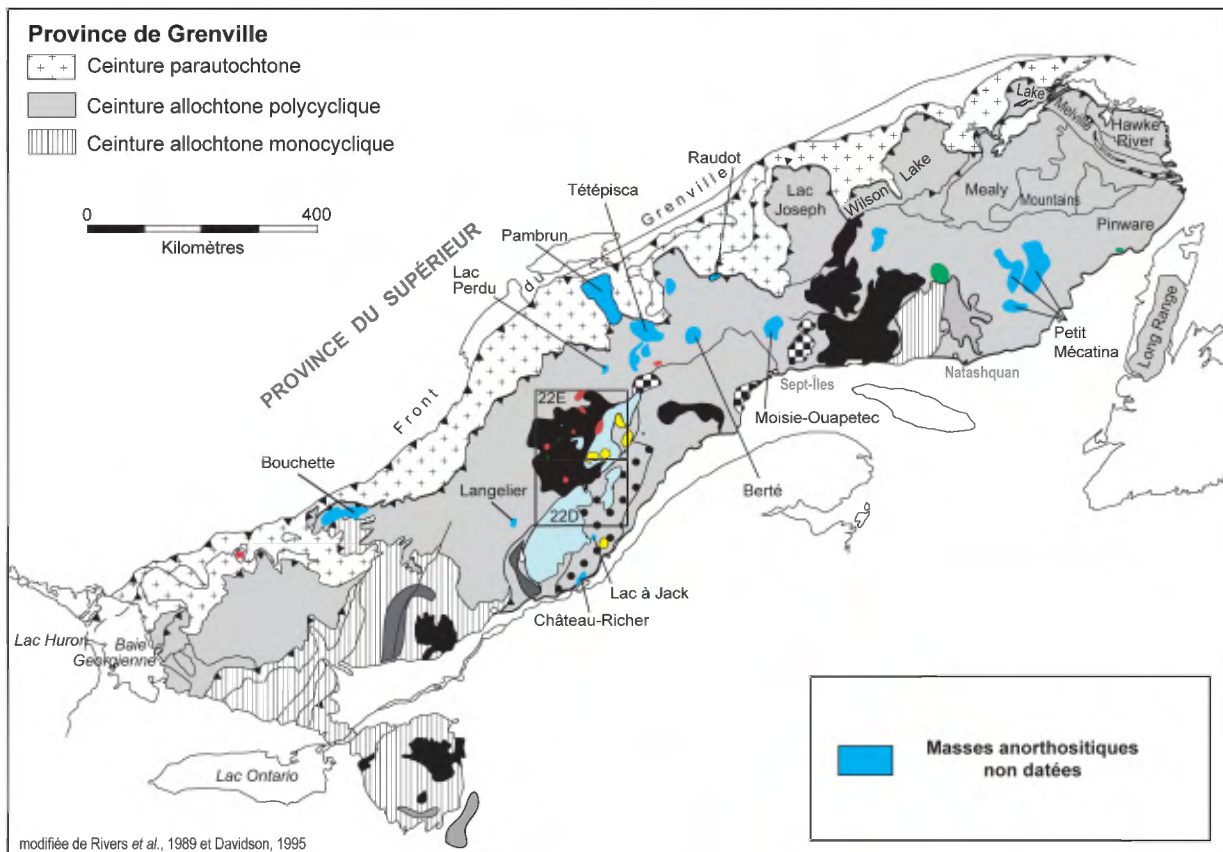 Province de Grenville
Ceinture parautochtone
Ceinture allochtone polycyclique
Ceinture allochtone monocyclique
0 400
Kilomètres
PROVINCE DU SUPÉRIEUR
Front du Grenville
Lac
Perdu
Pambrun
Tétépisca
Raudot
Lac
Joseph
Wilson
Lake
Lake
Melville
Hawke
River
Mealy
Mountains
Pinware
Long Range
Petit
Mécatina
Natashquan
Sept-Îles
Moisie-Ouapetec
Berté
22E
22D
Bouchette
Langelier
Lac à Jack
Château-Richer
Lac Huron
Baie
Georgienne
Lac Ontario
Masses anorthositiques
non datées
modifiée de Rivers et al., 1989 et Davidson, 1995